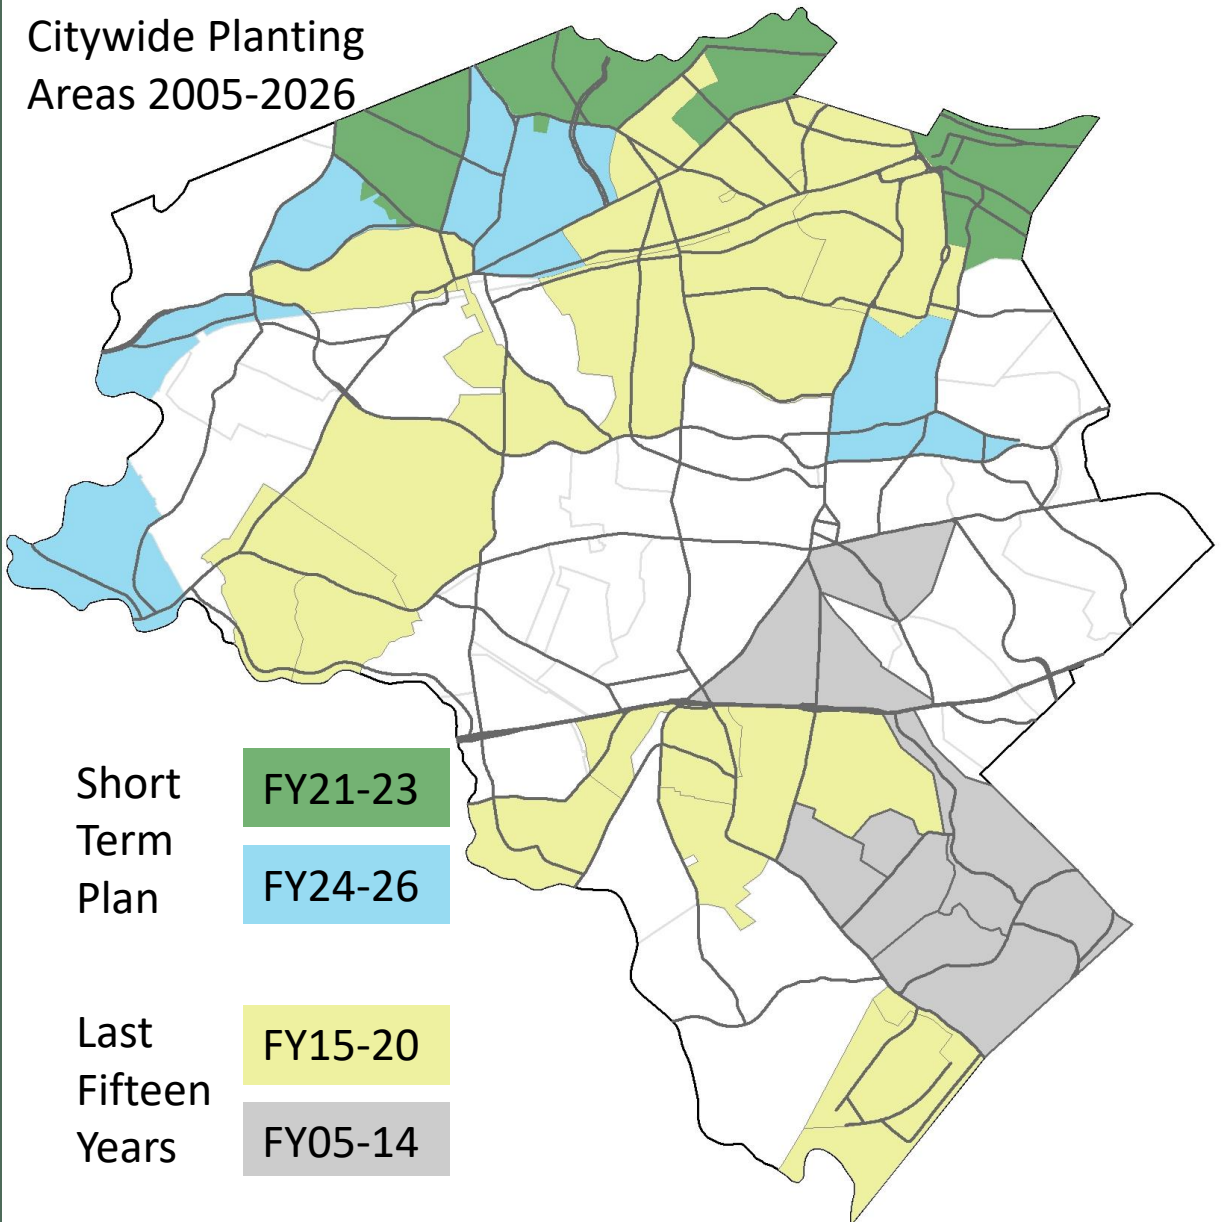 Citywide Planting
Areas 2005-2026
Short
Term
Plan
FY21-23
FY24-26
Last
Fifteen
Years
FY15-20
FY05-14